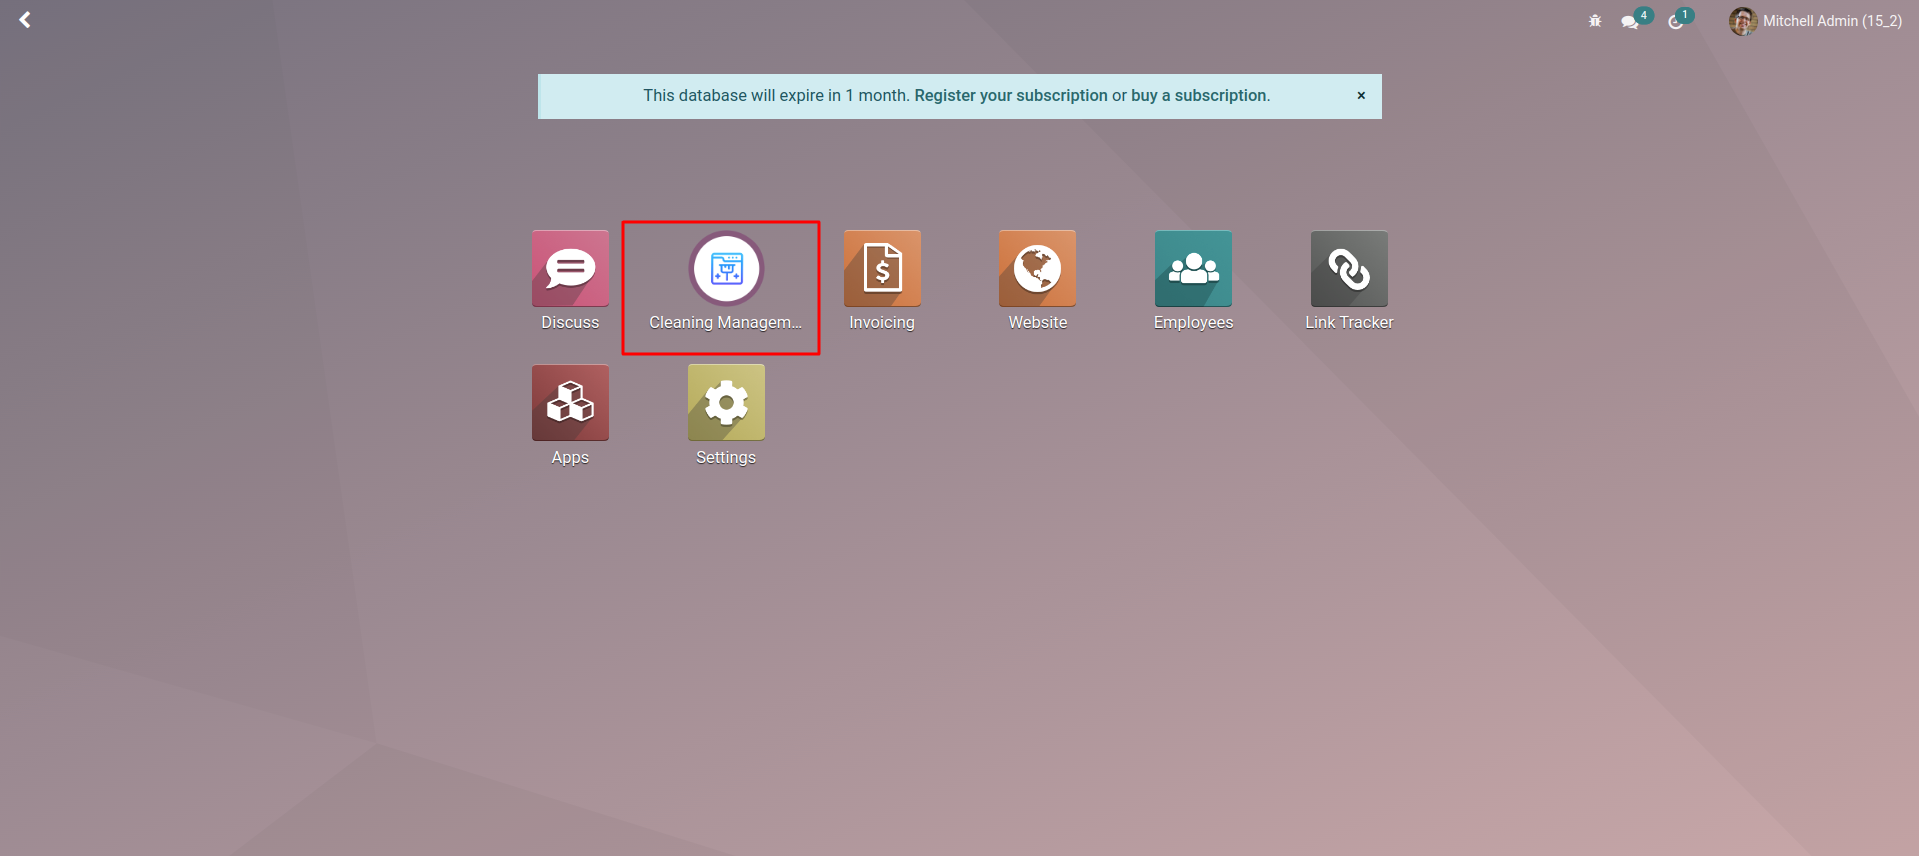 4
1
Mitchell Admin (15_2)
This database will expire in 1 month. Register your subscription or buy a subscription.
×
Discuss
Cleaning Managem...
Invoicing
Website
Employees
Link Tracker
Apps
Settings